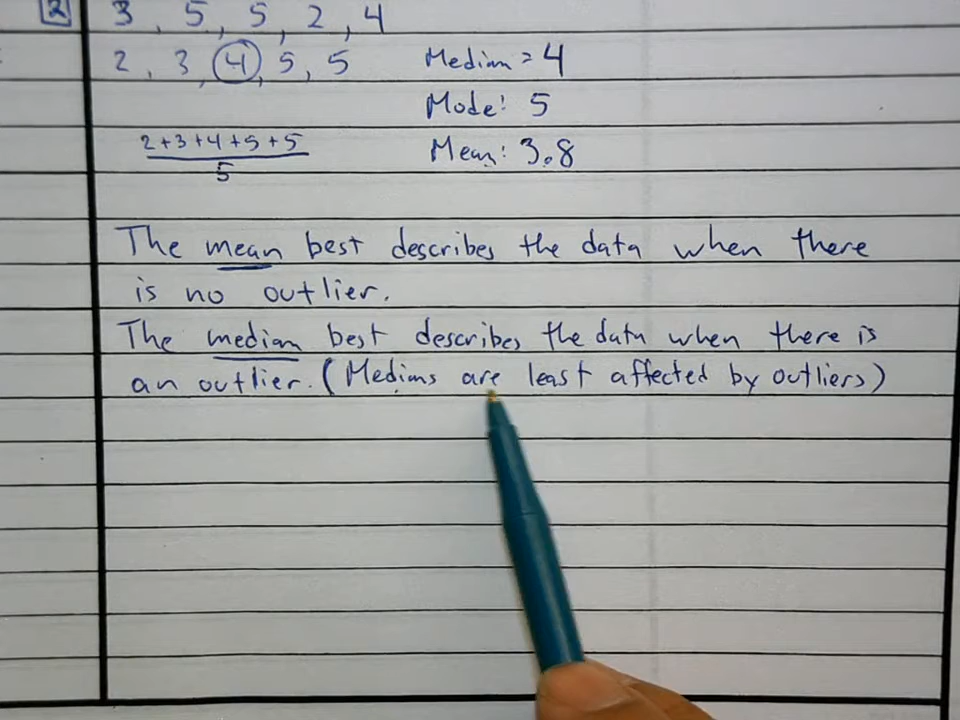 2 3, 5, 5, 2, 4
2, 3, 4, 5, 5 Median = 4
Mode: 5
2+3+4+5+5 Mean: 3.8
5
The mean best describes the data when there
is no outlier.
The median best describes the data when there is
an outlier. (Medians are least affected by outliers)